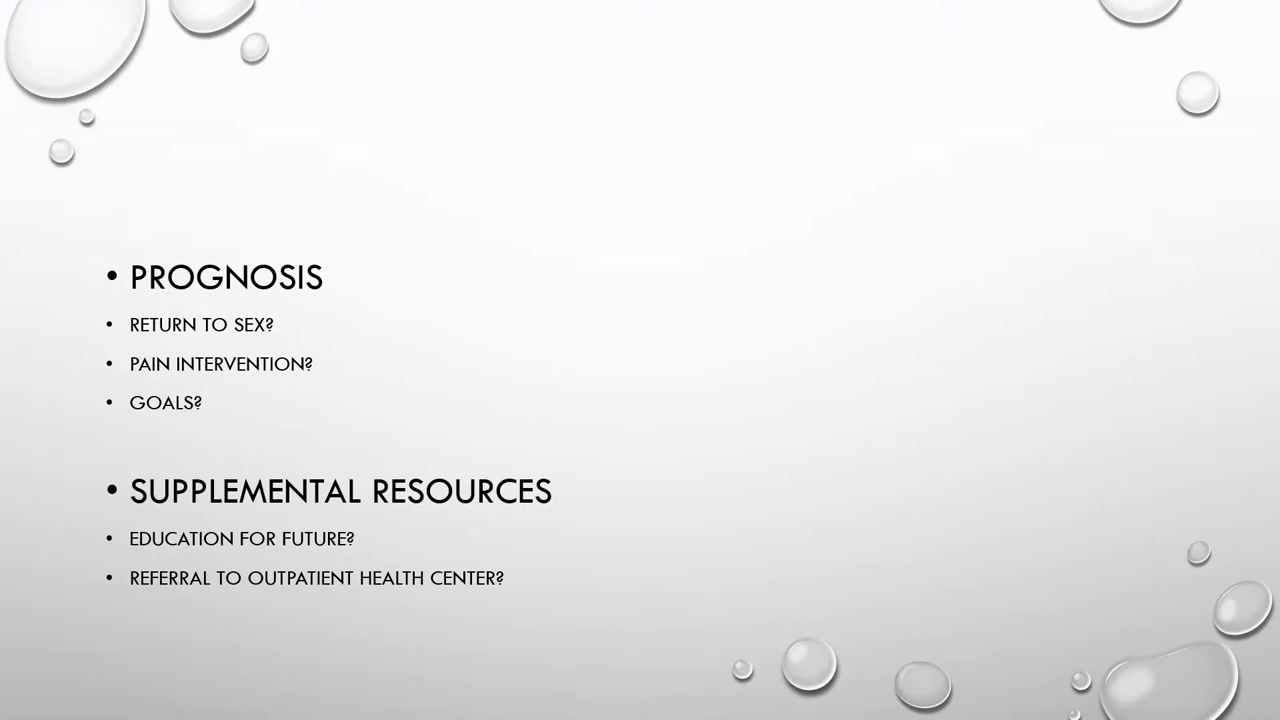 • PROGNOSIS
• RETURN TO SEX?
• PAIN INTERVENTION?
• GOALS?
• SUPPLEMENTAL RESOURCES
• EDUCATION FOR FUTURE?
• REFERRAL TO OUTPATIENT HEALTH CENTER?